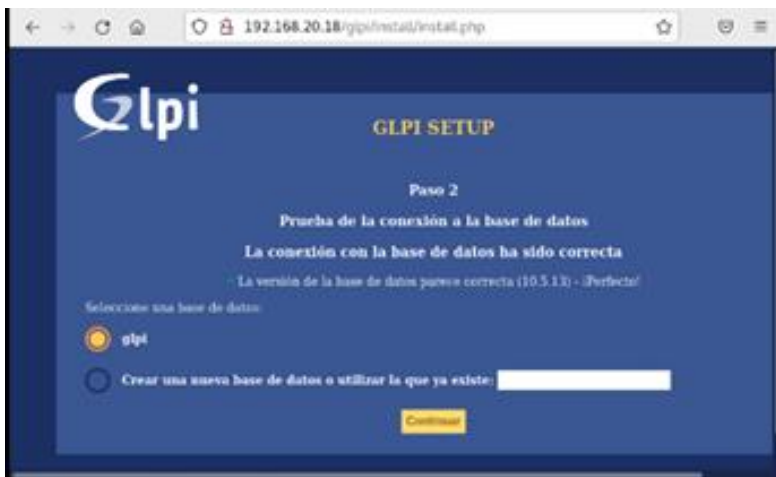 192.168.20.18/glpi/install/install.php
Glpi
GLPI SETUP
Paso 2
Prueba de la conexión a la base de datos
La conexión con la base de datos ha sido correcta
La versión de la base de datos parece correcta (10.5.13) - ¡Perfecto!
Seleccione una base de datos:
glpi
Crear una nueva base de datos o utilizar la que ya existe:
Continuar